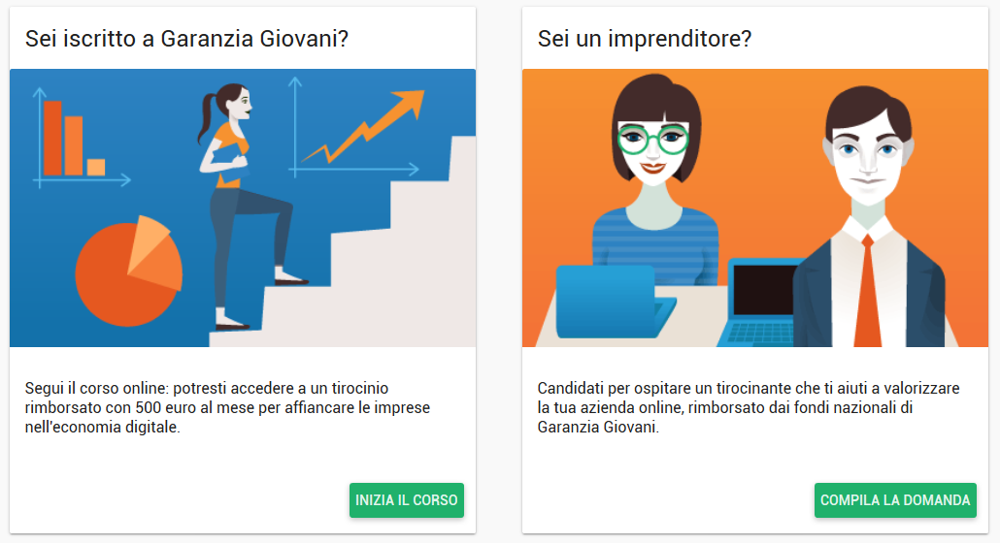 Sei iscritto a Garanzia Giovani?
Segui il corso online: potresti accedere a un tirocinio
rimborsato con 500 euro al mese per affiancare le imprese
nell'economia digitale.
INIZIA IL CORSO
Sei un imprenditore?
Candidati per ospitare un tirocinante che ti aiuti a valorizzare
la tua azienda online, rimborsato dai fondi nazionali di
Garanzia Giovani.
COMPILA LA DOMANDA